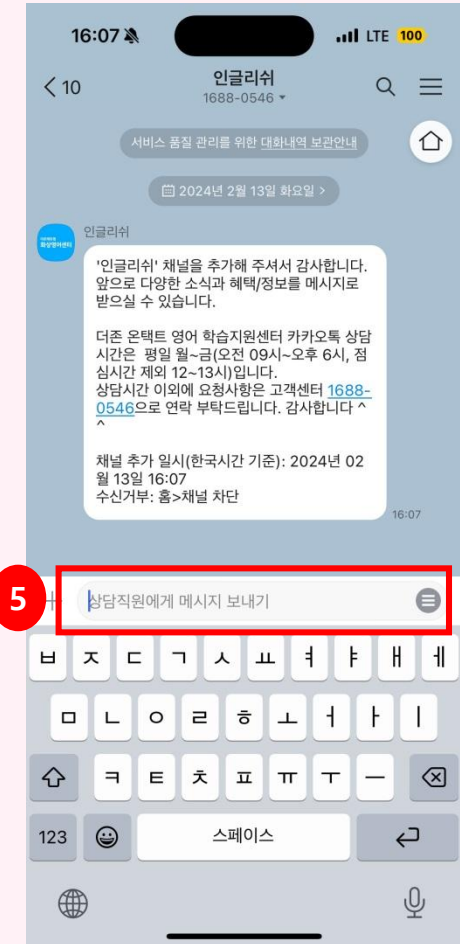 16:07
LTE 100
10
인글리쉬
1688-0546
서비스 품질 관리를 위한 대화내역 보관안내
2024년 2월 13일 화요일 >
인글리쉬
화상영어센터
'인글리쉬' 채널을 추가해 주셔서 감사합니다.
앞으로 다양한 소식과 혜택/정보를 메시지로
받으실 수 있습니다.
더존 온택트 영어 학습지원센터 카카오톡 상담
시간은 평일 월~금(오전 09시~오후 6시, 점
심시간 제외 12~13시)입니다.
상담시간 이외에 요청사항은 고객센터 1688-
0546으로 연락 부탁드립니다. 감사합니다 ^
^
채널 추가 일시(한국시간 기준): 2024년 02
월 13일 16:07
수신거부: 홈>채널 차단
16:07
5
상담직원에게 메시지 보내기
ㅂ ㅈ ㄷ ㄱ ㅅ ㅛ ㅕ ㅑ ㅐ ㅔ
ㅁ ㄴ ㅇ ㄹ ㅎ ㅗ ㅓ ㅏ ㅣ
ㅋ ㅌ ㅊ ㅍ ㅠ ㅜ ㅡ
123
스페이스